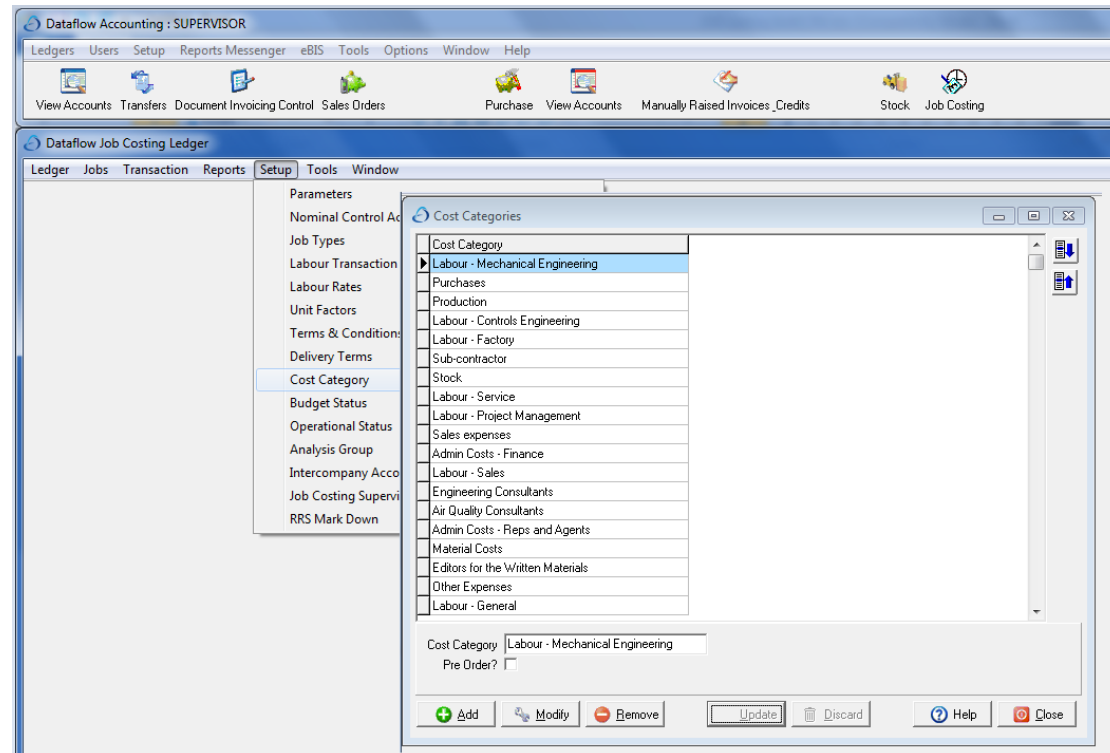 Dataflow Accounting : SUPERVISOR
Ledgers Users Setup Reports Messenger eBIS Tools Options Window Help
View Accounts Transfers Document Invoicing Control Sales Orders Purchase View Accounts Manually Raised Invoices _Credits Stock Job Costing
Dataflow Job Costing Ledger
Ledger Jobs Transaction Reports Setup Tools Window
Parameters
Nominal Control Ac
Job Types
Labour Transaction
Labour Rates
Unit Factors
Terms & Conditions
Delivery Terms
Cost Category
Budget Status
Operational Status
Analysis Group
Intercompany Acco
Job Costing Supervi
RRS Mark Down
Cost Categories
Cost Category
Labour - Mechanical Engineering
Purchases
Production
Labour - Controls Engineering
Labour - Factory
Sub-contractor
Stock
Labour - Service
Labour - Project Management
Sales expenses
Admin Costs - Finance
Labour - Sales
Engineering Consultants
Air Quality Consultants
Admin Costs - Reps and Agents
Material Costs
Editors for the Written Materials
Other Expenses
Labour - General
Cost Category Labour - Mechanical Engineering
Pre Order?
Add Modify Remove Update Discard Help Close